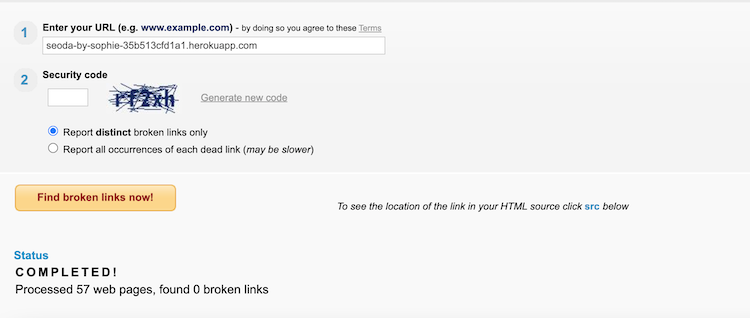 1 Enter your URL (e.g. www.example.com) - by doing so you agree to these Terms
seoda-by-sophie-35b513cfd1a1.herokuapp.com
2 Security code
rf2xh Generate new code
Report distinct broken links only
Report all occurrences of each dead link (may be slower)
Find broken links now!
To see the location of the link in your HTML source click src below
Status
COMPLETED!
Processed 57 web pages, found 0 broken links